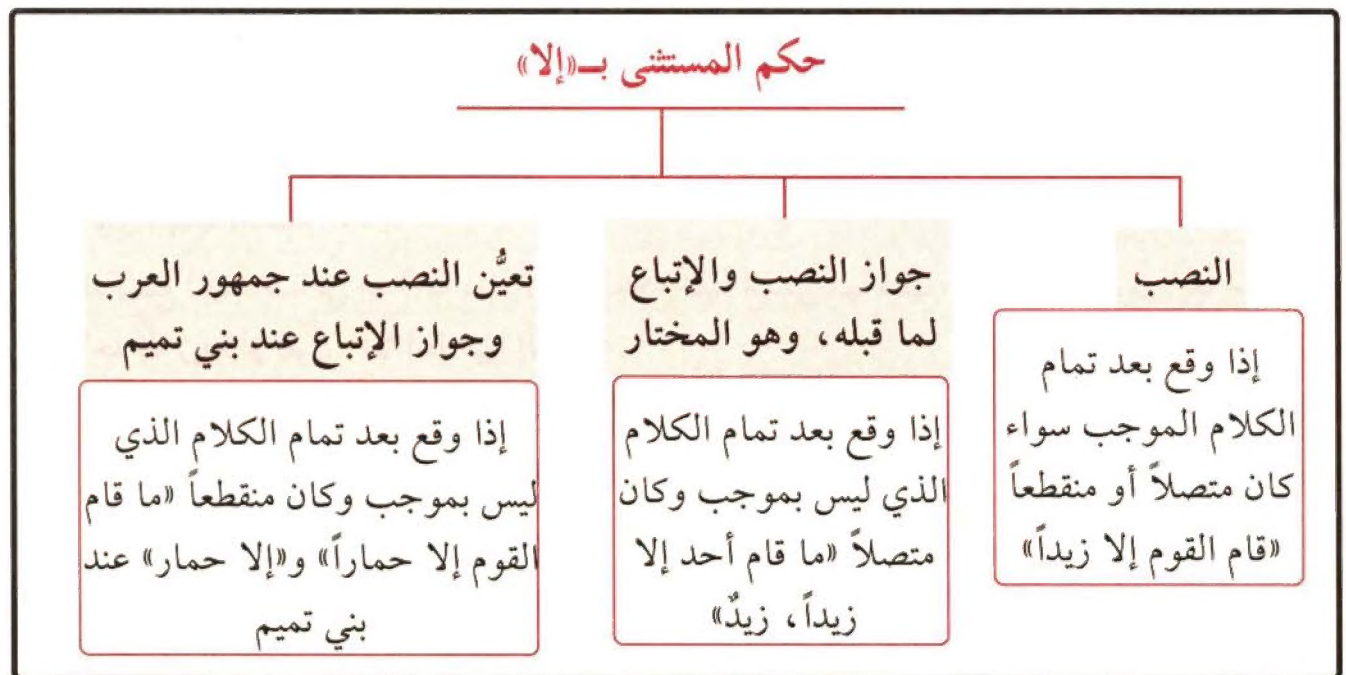 حكم المستثنى بـ«إلا»
النصب
إذا وقع بعد تمام
الكلام الموجب سواء
كان متصلاً أو منقطعاً
«قام القوم إلا زيداً»
جواز النصب والإتباع
لما قبله، وهو المختار
إذا وقع بعد تمام الكلام
الذي ليس بموجب وكان
متصلاً «ما قام أحد إلا
زيداً، زيدٌ»
تعيُّن النصب عند جمهور العرب
وجواز الإتباع عند بني تميم
إذا وقع بعد تمام الكلام الذي
ليس بموجب وكان منقطعاً «ما قام
القوم إلا حماراً» و«إلا حمار» عند
بني تميم